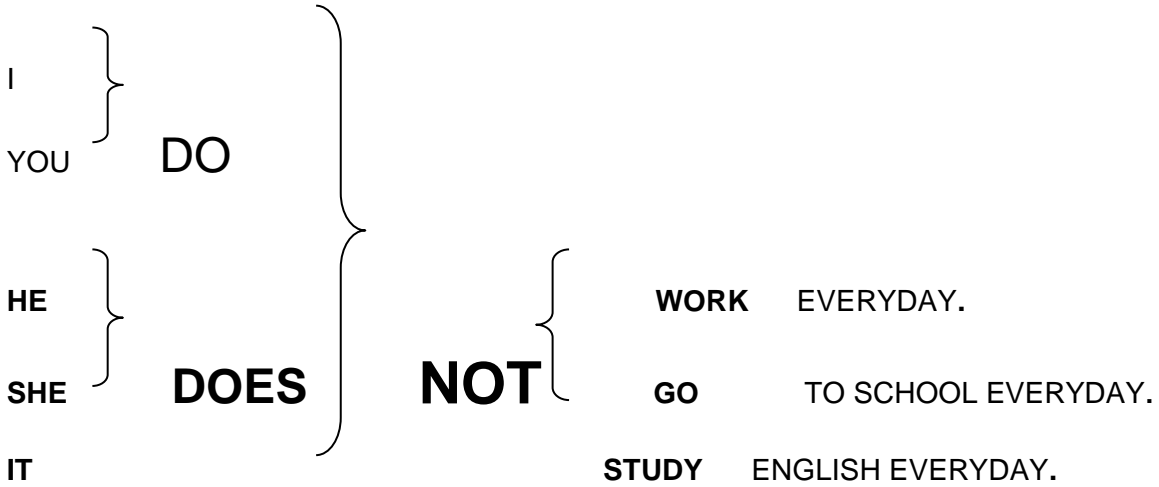 I
YOU DO
HE WORK EVERYDAY.
SHE DOES NOT GO TO SCHOOL EVERYDAY.
IT STUDY ENGLISH EVERYDAY.